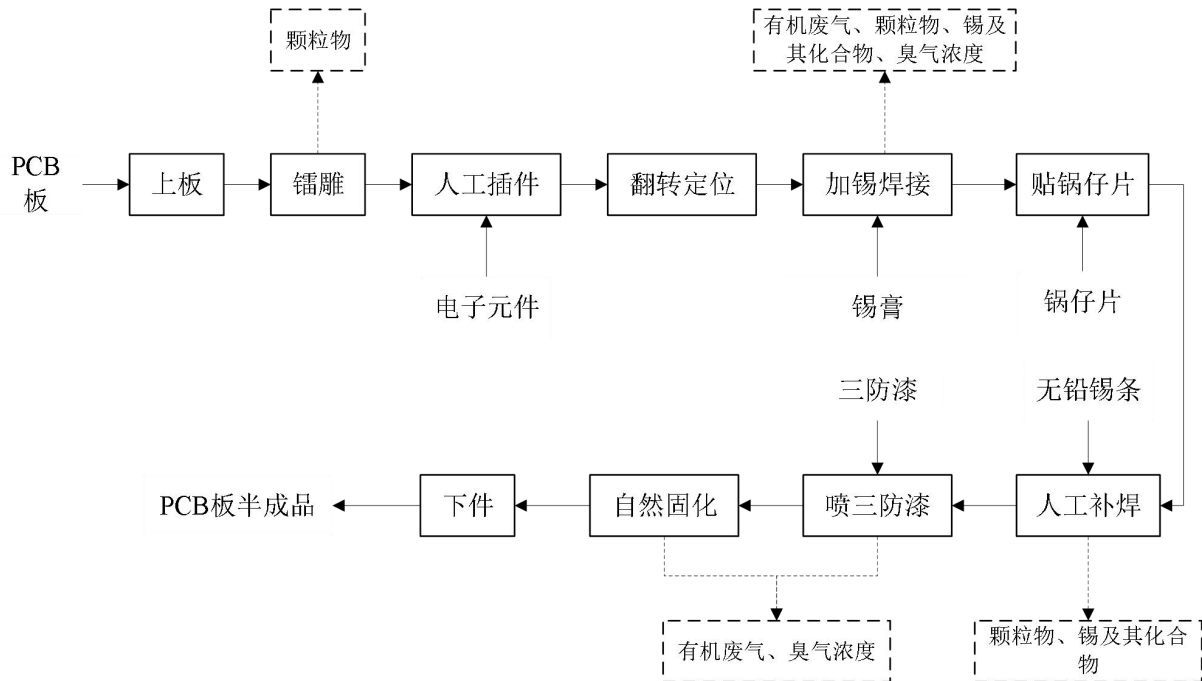 颗粒物
有机废气、颗粒物、锡及
其化合物、臭气浓度
PCB
板
上板
镭雕
人工插件
翻转定位
加锡焊接
贴锅仔片
电子元件
锡膏
锅仔片
三防漆
无铅锡条
PCB板半成品
下件
自然固化
喷三防漆
人工补焊
有机废气、臭气浓度
颗粒物、锡及其化合
物